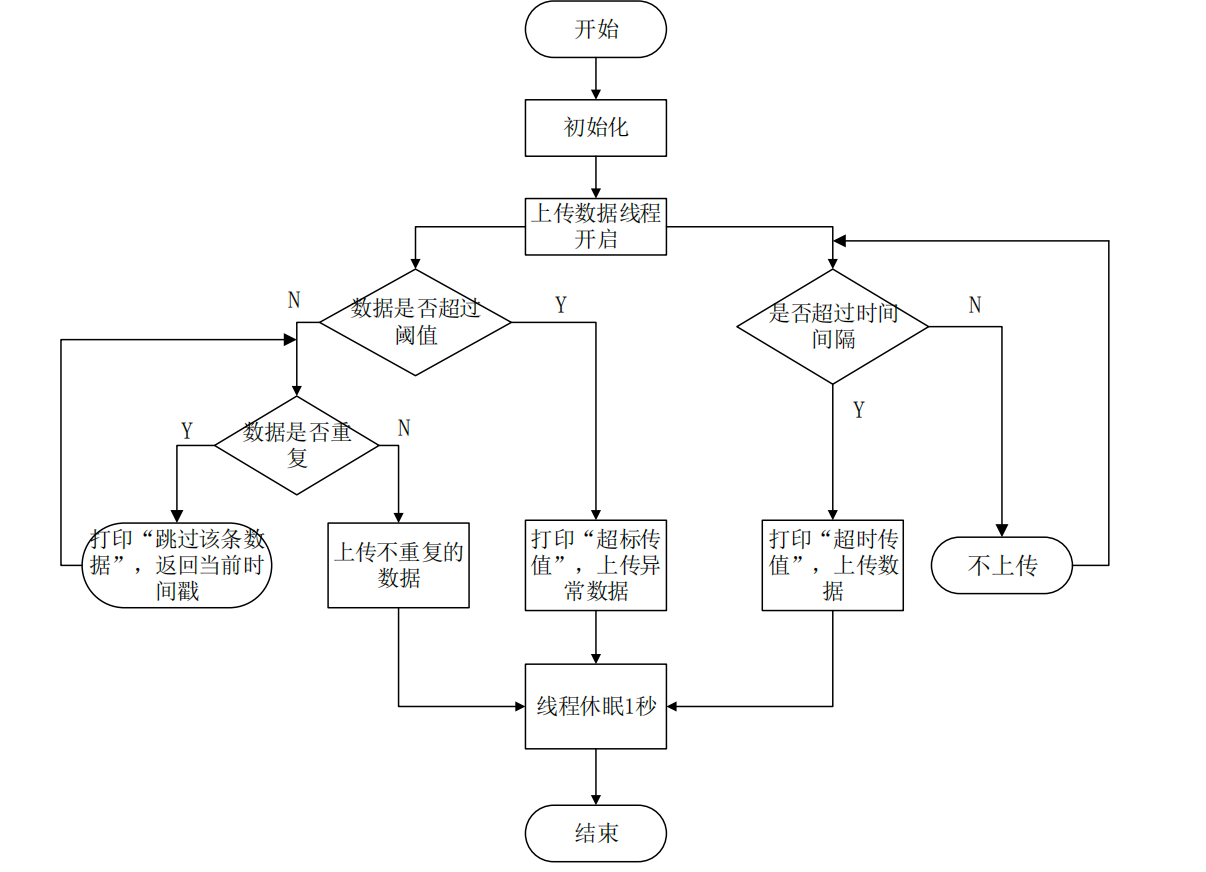 开始
初始化
上传数据线程
开启
N
数据是否超过
阈值
Y
是否超过时间
间隔
N
Y
Y
数据是否重
复
N
打印“跳过该条数
据”，返回当前时
间戳
上传不重复的
数据
打印“超标传
值”，上传异
常数据
打印“超时传
值”，上传数
据
不上传
线程休眠1秒
结束